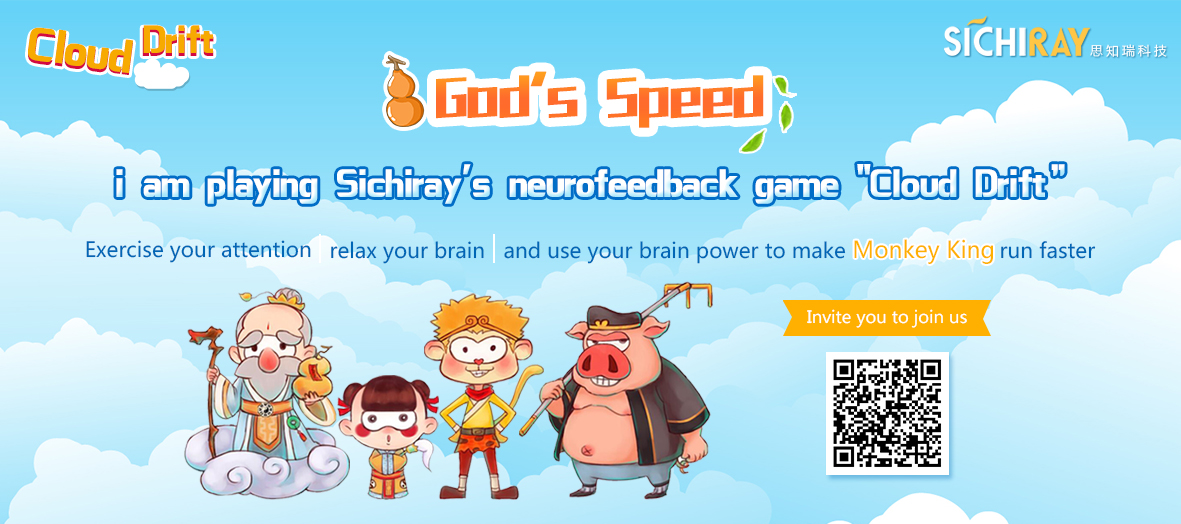 Cloud Drift
SICHIRAY 思知瑞科技
God's Speed
i am playing Sichiray's neurofeedback game "Cloud Drift"
Exercise your attention relax your brain and use your brain power to make Monkey King run faster
Invite you to join us